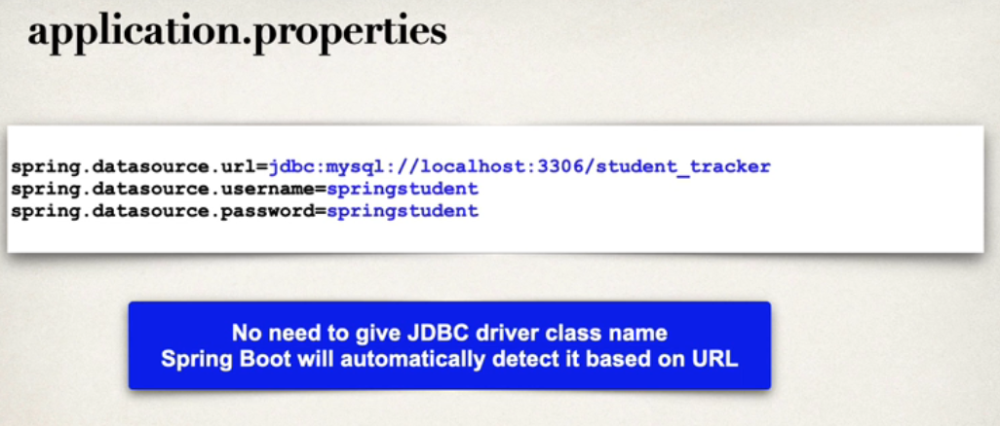 application.properties
spring.datasource.url=jdbc:mysql://localhost:3306/student_tracker
spring.datasource.username=springstudent
spring.datasource.password=springstudent
No need to give JDBC driver class name
Spring Boot will automatically detect it based on URL